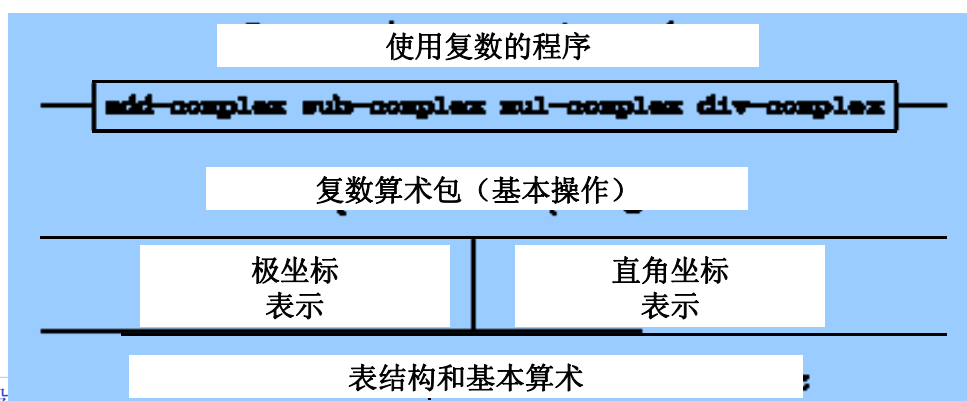 使用复数的程序
add-complex sub-complex mul-complex div-complex
复数算术包（基本操作）
极坐标
表示
直角坐标
表示
表结构和基本算术